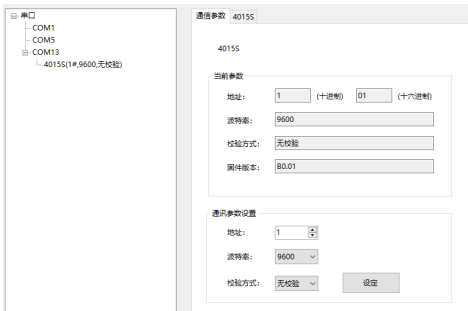 串口
COM1
COM5
COM13
4015S(1#,9600,无校验)
通信参数 4015S
4015S
当前参数
地址： 1 (十进制) 01 (十六进制)
波特率： 9600
校验方式： 无校验
固件版本： B0.01
通讯参数设置
地址： 1
波特率： 9600
校验方式： 无校验 设定